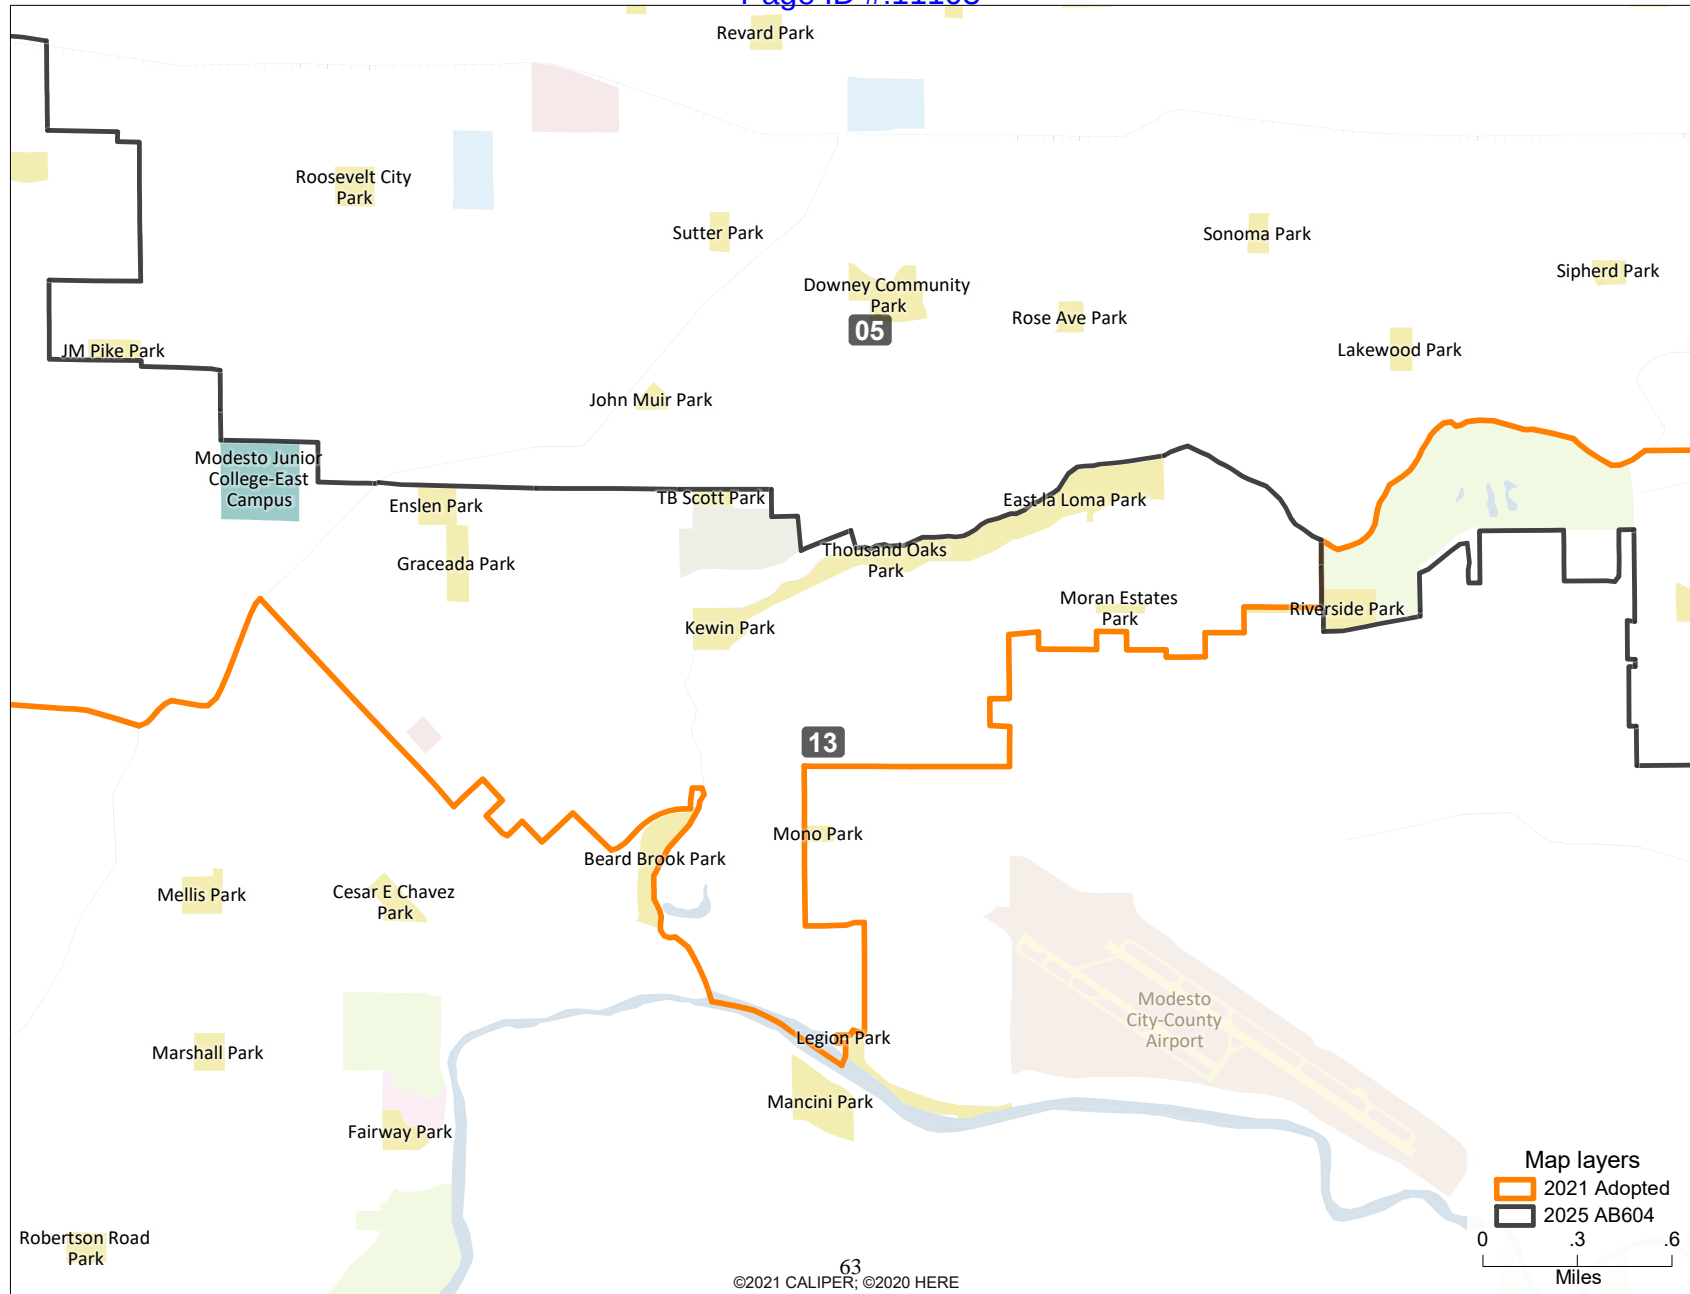 Page ID #:11163
Revard Park
Roosevelt City
Park
Sutter Park
Sonoma Park
Sipherd Park
Downey Community
Park
05
Rose Ave Park
JM Pike Park
Lakewood Park
John Muir Park
Modesto Junior
College-East
Campus
Enslen Park
TB Scott Park
East la Loma Park
Graceada Park
Thousand Oaks
Park
Moran Estates
Park
Riverside Park
Kewin Park
13
Mono Park
Beard Brook Park
Mellis Park
Cesar E Chavez
Park
Modesto
City-County
Airport
Legion Park
Marshall Park
Mancini Park
Fairway Park
Robertson Road
Park
Map layers
2021 Adopted
2025 AB604
0 .3 .6
Miles
63
©2021 CALIPER; ©2020 HERE